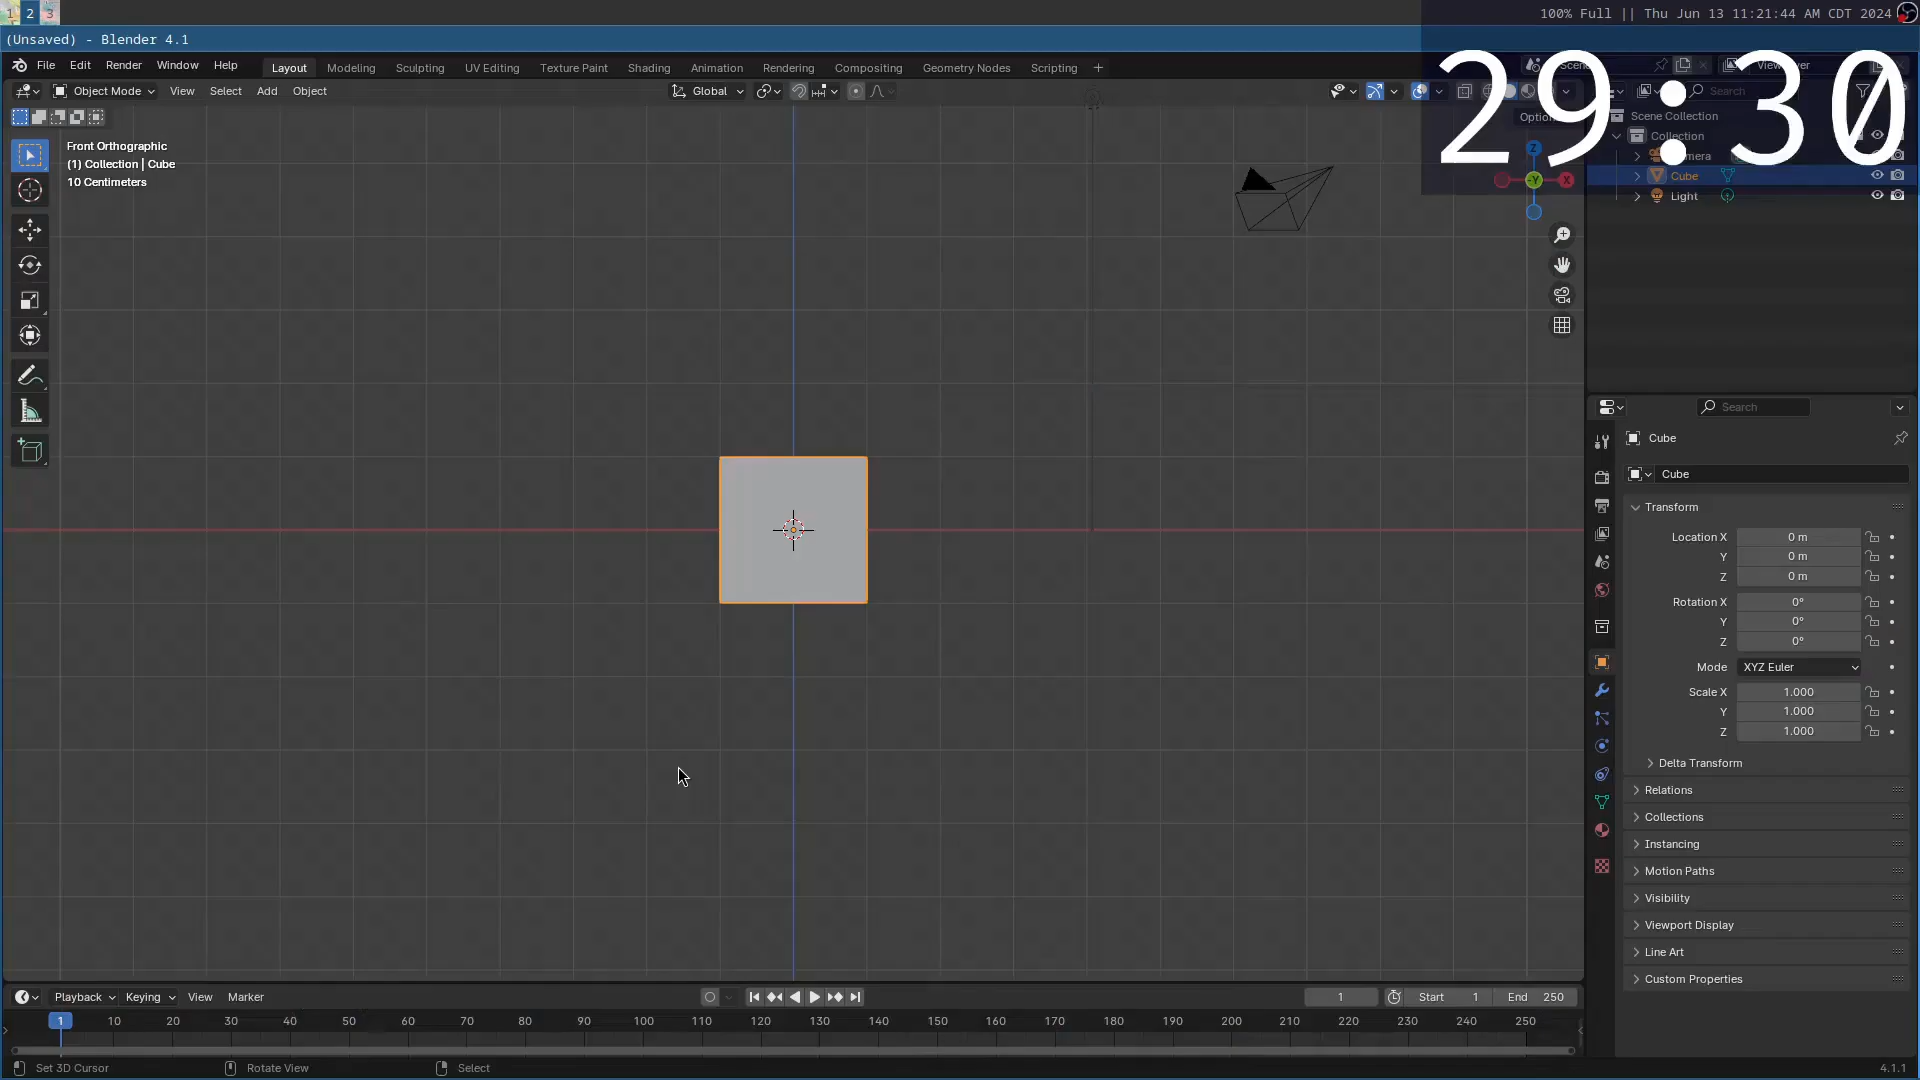 1 2 3
100% Full || Thu Jun 13 11:21:44 AM CDT 2024
(Unsaved) - Blender 4.1
29:30
File Edit Render Window Help Layout Modeling Sculpting UV Editing Texture Paint Shading Animation Rendering Compositing Geometry Nodes Scripting +
Object Mode View Select Add Object Global
Search
Front Orthographic
(1) Collection | Cube
10 Centimeters
Z
-Y
X
Scene Collection
Collection
Cube
Light
Search
Cube
Cube
Transform
Location X 0 m
Y 0 m
Z 0 m
Rotation X 0°
Y 0°
Z 0°
Mode XYZ Euler
Scale X 1.000
Y 1.000
Z 1.000
Delta Transform
Relations
Collections
Instancing
Motion Paths
Visibility
Viewport Display
Line Art
Custom Properties
Playback Keying View Marker 1 Start 1 End 250
1 10 20 30 40 50 60 70 80 90 100 110 120 130 140 150 160 170 180 190 200 210 220 230 240 250
Set 3D Cursor Rotate View Select 4.1.1